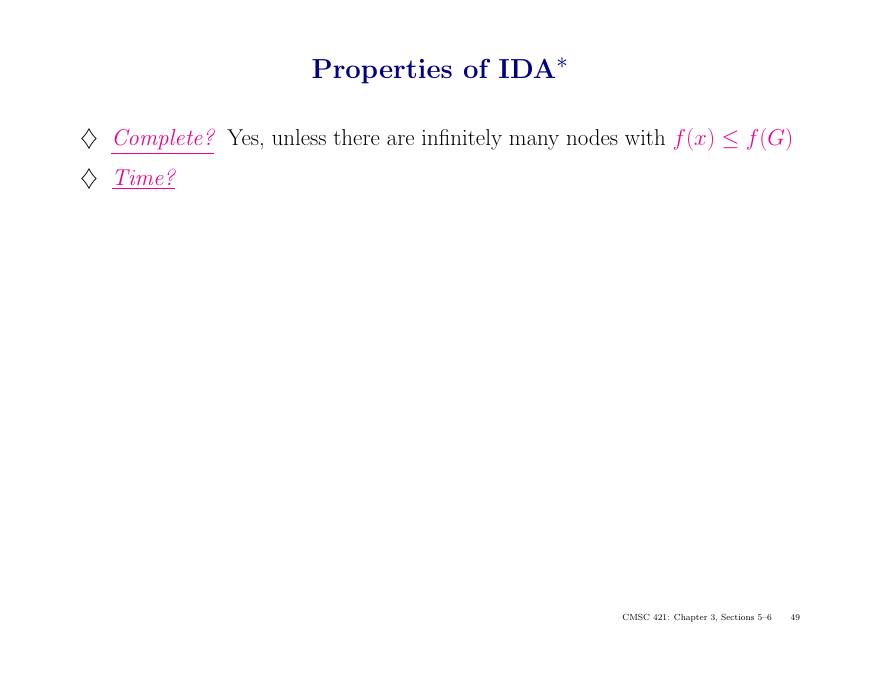 Properties of IDA*
♢ Complete? Yes, unless there are infinitely many nodes with f(x) ≤ f(G)
♢ Time?
CMSC 421: Chapter 3, Sections 5–6 49